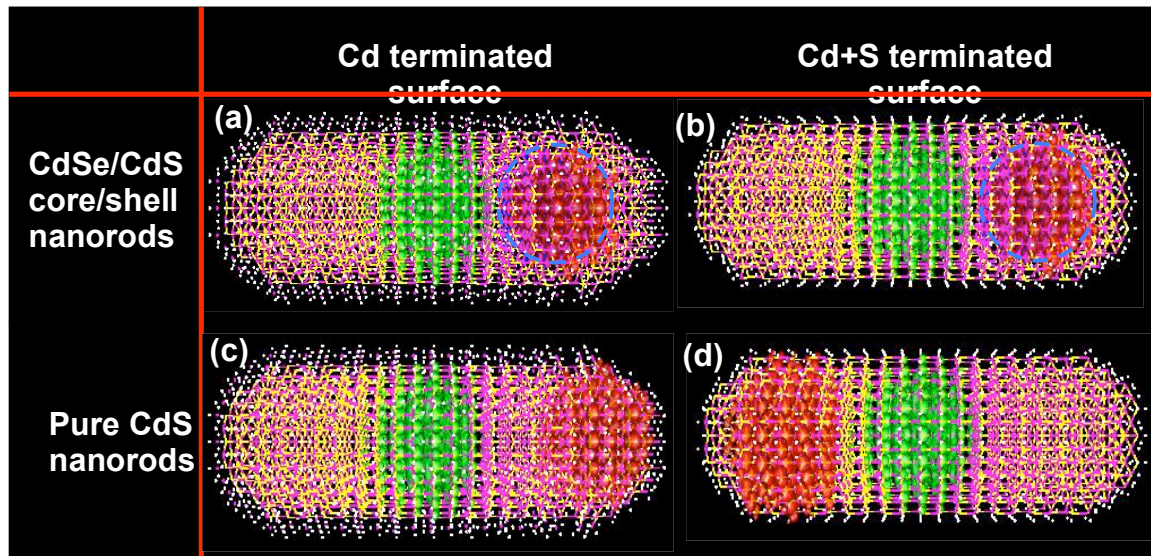 Cd terminated
surface
Cd+S terminated
surface
(a)
(b)
CdSe/CdS
core/shell
nanorods
(c)
(d)
Pure CdS
nanorods